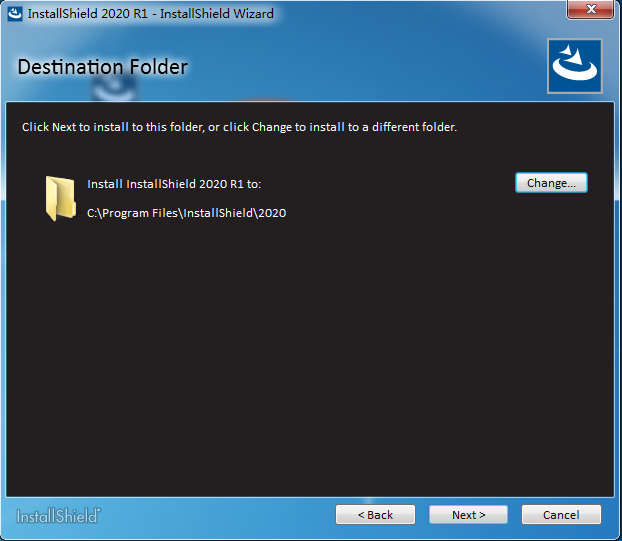 InstallShield 2020 R1 - InstallShield Wizard
Destination Folder
Click Next to install to this folder, or click Change to install to a different folder.
Install InstallShield 2020 R1 to:
Change...
C:\Program Files\InstallShield\2020
InstallShield®
< Back
Next >
Cancel